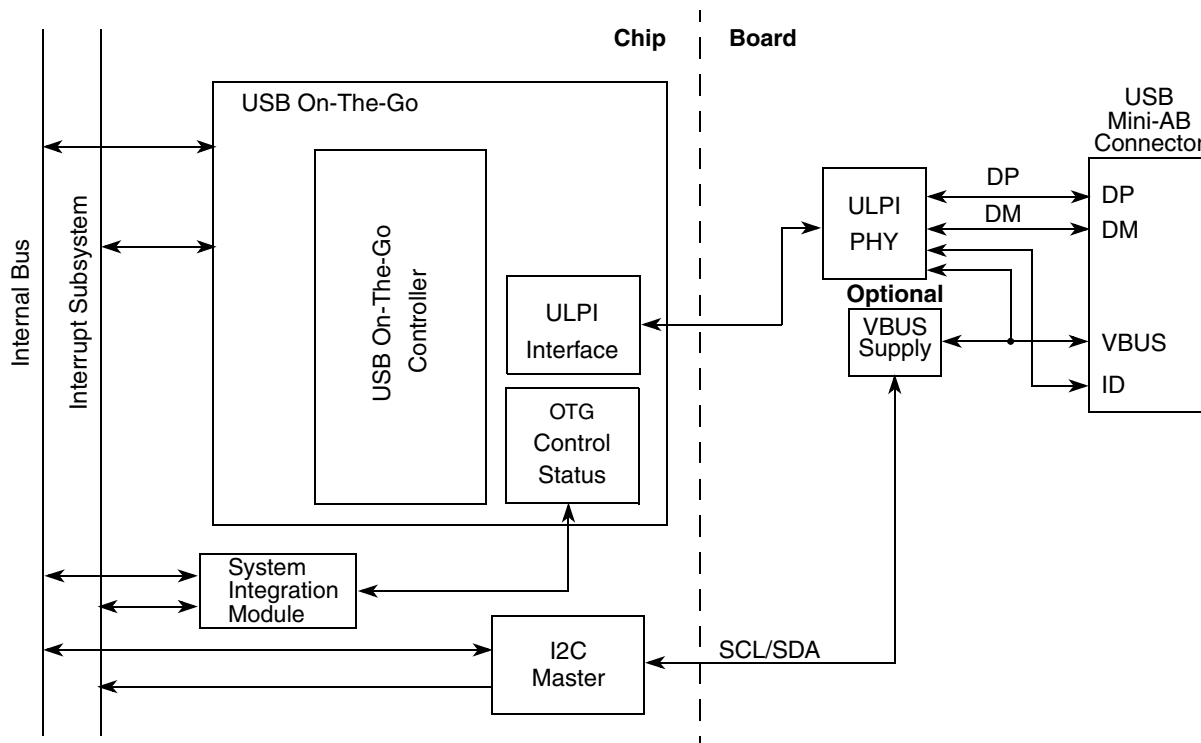 Chip
Board
USB On-The-Go
USB
Mini-AB
Connector
Internal Bus
Interrupt Subsystem
USB On-The-Go
Controller
ULPI
Interface
OTG
Control
Status
ULPI
PHY
DP
DM
DP
DM
VBUS
ID
Optional
VBUS
Supply
System
Integration
Module
I2C
Master
SCL/SDA